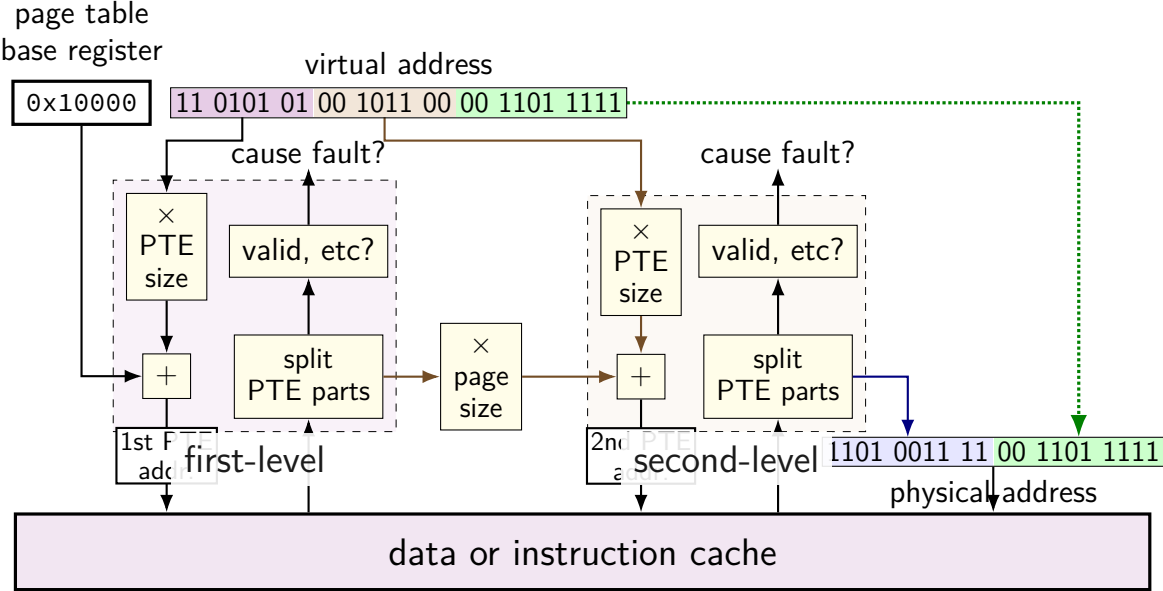 page table
base register
0x10000
virtual address
11 0101 01 00 1011 00 00 1101 1111
cause fault?
cause fault?
×
PTE
size
valid, etc?
×
PTE
size
valid, etc?
+
split
PTE parts
×
page
size
+
split
PTE parts
1st PTE
addr.
first-level
2nd PTE
addr.
second-level
1101 0011 11 00 1101 1111
physical address
data or instruction cache